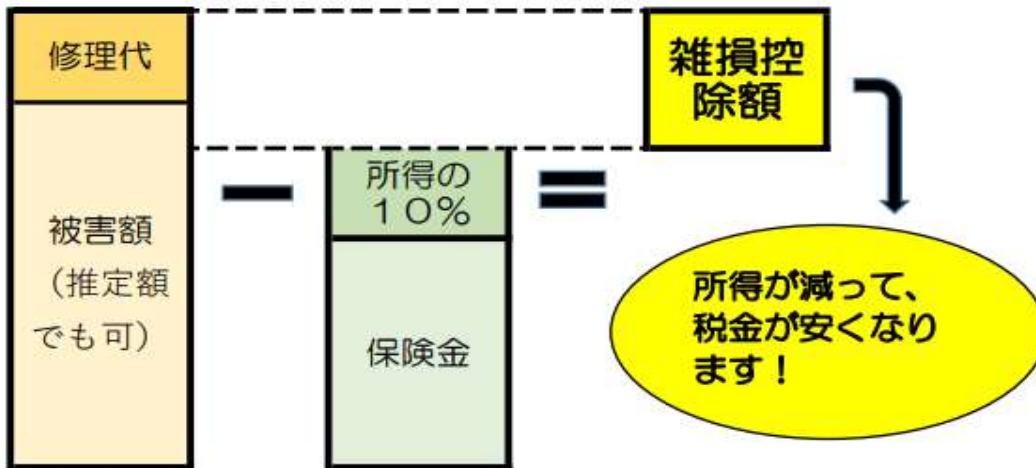 修理代
被害額
（推定額
でも可）
所得の
１０%
保険金
雑損控
除額
所得が減って、
税金が安くなり
ます！